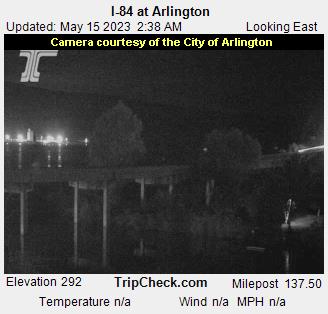 I-84 at Arlington
Updated: May 15 2023 2:38 AM Looking East
Camera courtesy of the City of Arlington
Elevation 292 TripCheck.com Milepost 137.50
Temperature n/a Wind n/a MPH n/a